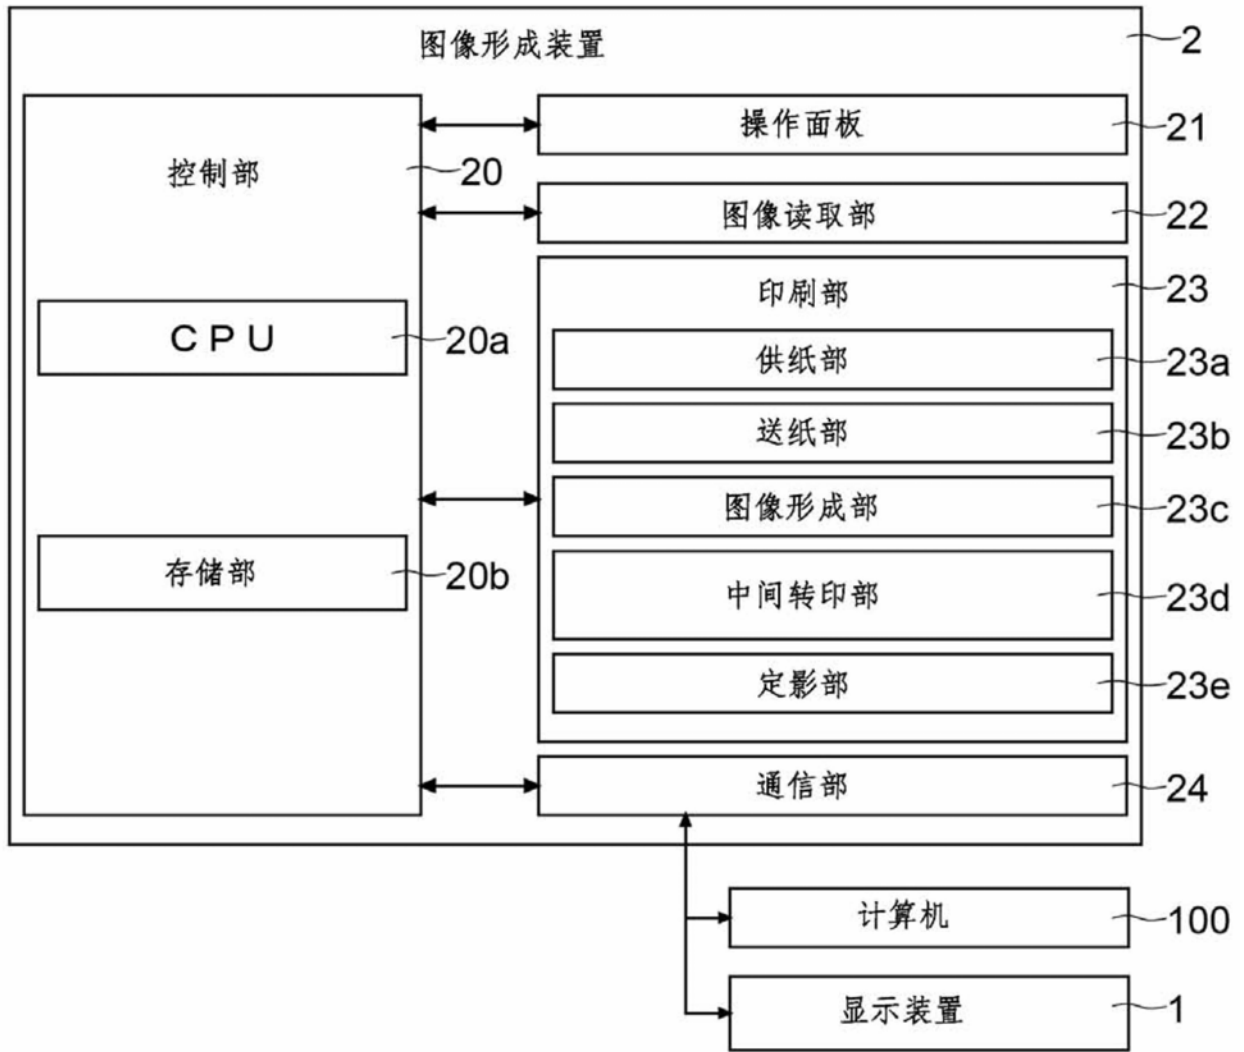 图像形成装置
2
控制部
20
CPU
20a
存储部
20b
操作面板
21
图像读取部
22
印刷部
23
供纸部
23a
送纸部
23b
图像形成部
23c
中间转印部
23d
定影部
23e
通信部
24
计算机
100
显示装置
1